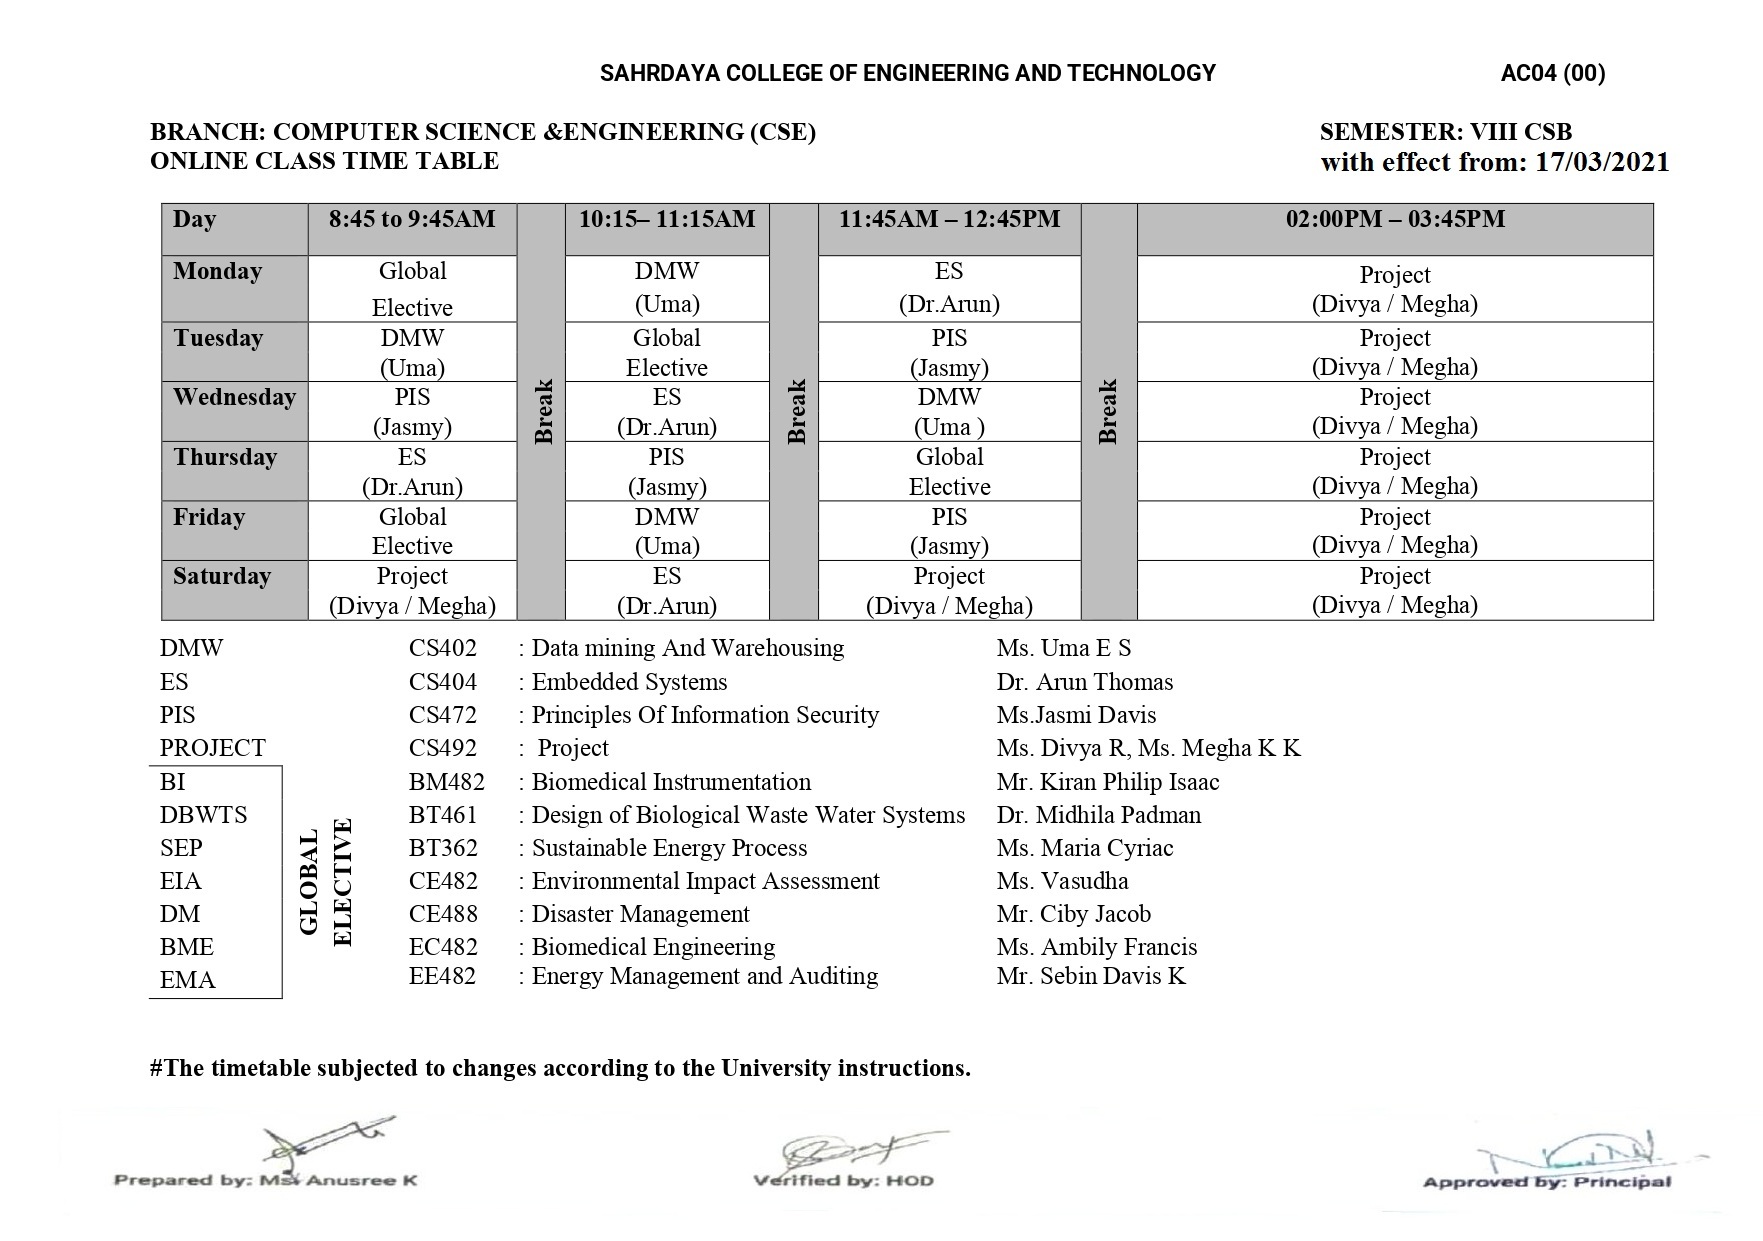 SAHRDAYA COLLEGE OF ENGINEERING AND TECHNOLOGY AC04 (00)
BRANCH: COMPUTER SCIENCE &ENGINEERING (CSE) SEMESTER: VIII CSB
ONLINE CLASS TIME TABLE with effect from: 17/03/2021
Day 8:45 to 9:45AM 10:15– 11:15AM 11:45AM – 12:45PM 02:00PM – 03:45PM
Monday Global DMW ES Project
Elective (Uma) (Dr.Arun) (Divya / Megha)
Tuesday DMW Global PIS Project
(Uma) Elective (Jasmy) (Divya / Megha)
Break Break Break
Wednesday PIS ES DMW Project
(Jasmy) (Dr.Arun) (Uma ) (Divya / Megha)
Thursday ES PIS Global Project
(Dr.Arun) (Jasmy) Elective (Divya / Megha)
Friday Global DMW PIS Project
Elective (Uma) (Jasmy) (Divya / Megha)
Saturday Project ES Project Project
(Divya / Megha) (Dr.Arun) (Divya / Megha) (Divya / Megha)
DMW CS402 : Data mining And Warehousing Ms. Uma E S
ES CS404 : Embedded Systems Dr. Arun Thomas
PIS CS472 : Principles Of Information Security Ms.Jasmi Davis
PROJECT CS492 : Project Ms. Divya R, Ms. Megha K K
GLOBAL
ELECTIVE
BI BM482 : Biomedical Instrumentation Mr. Kiran Philip Isaac
DBWTS BT461 : Design of Biological Waste Water Systems Dr. Midhila Padman
SEP BT362 : Sustainable Energy Process Ms. Maria Cyriac
EIA CE482 : Environmental Impact Assessment Ms. Vasudha
DM CE488 : Disaster Management Mr. Ciby Jacob
BME EC482 : Biomedical Engineering Ms. Ambily Francis
EMA EE482 : Energy Management and Auditing Mr. Sebin Davis K
#The timetable subjected to changes according to the University instructions.
Prepared by: Ms. Anusree K Verified by: HOD Approved by: Principal